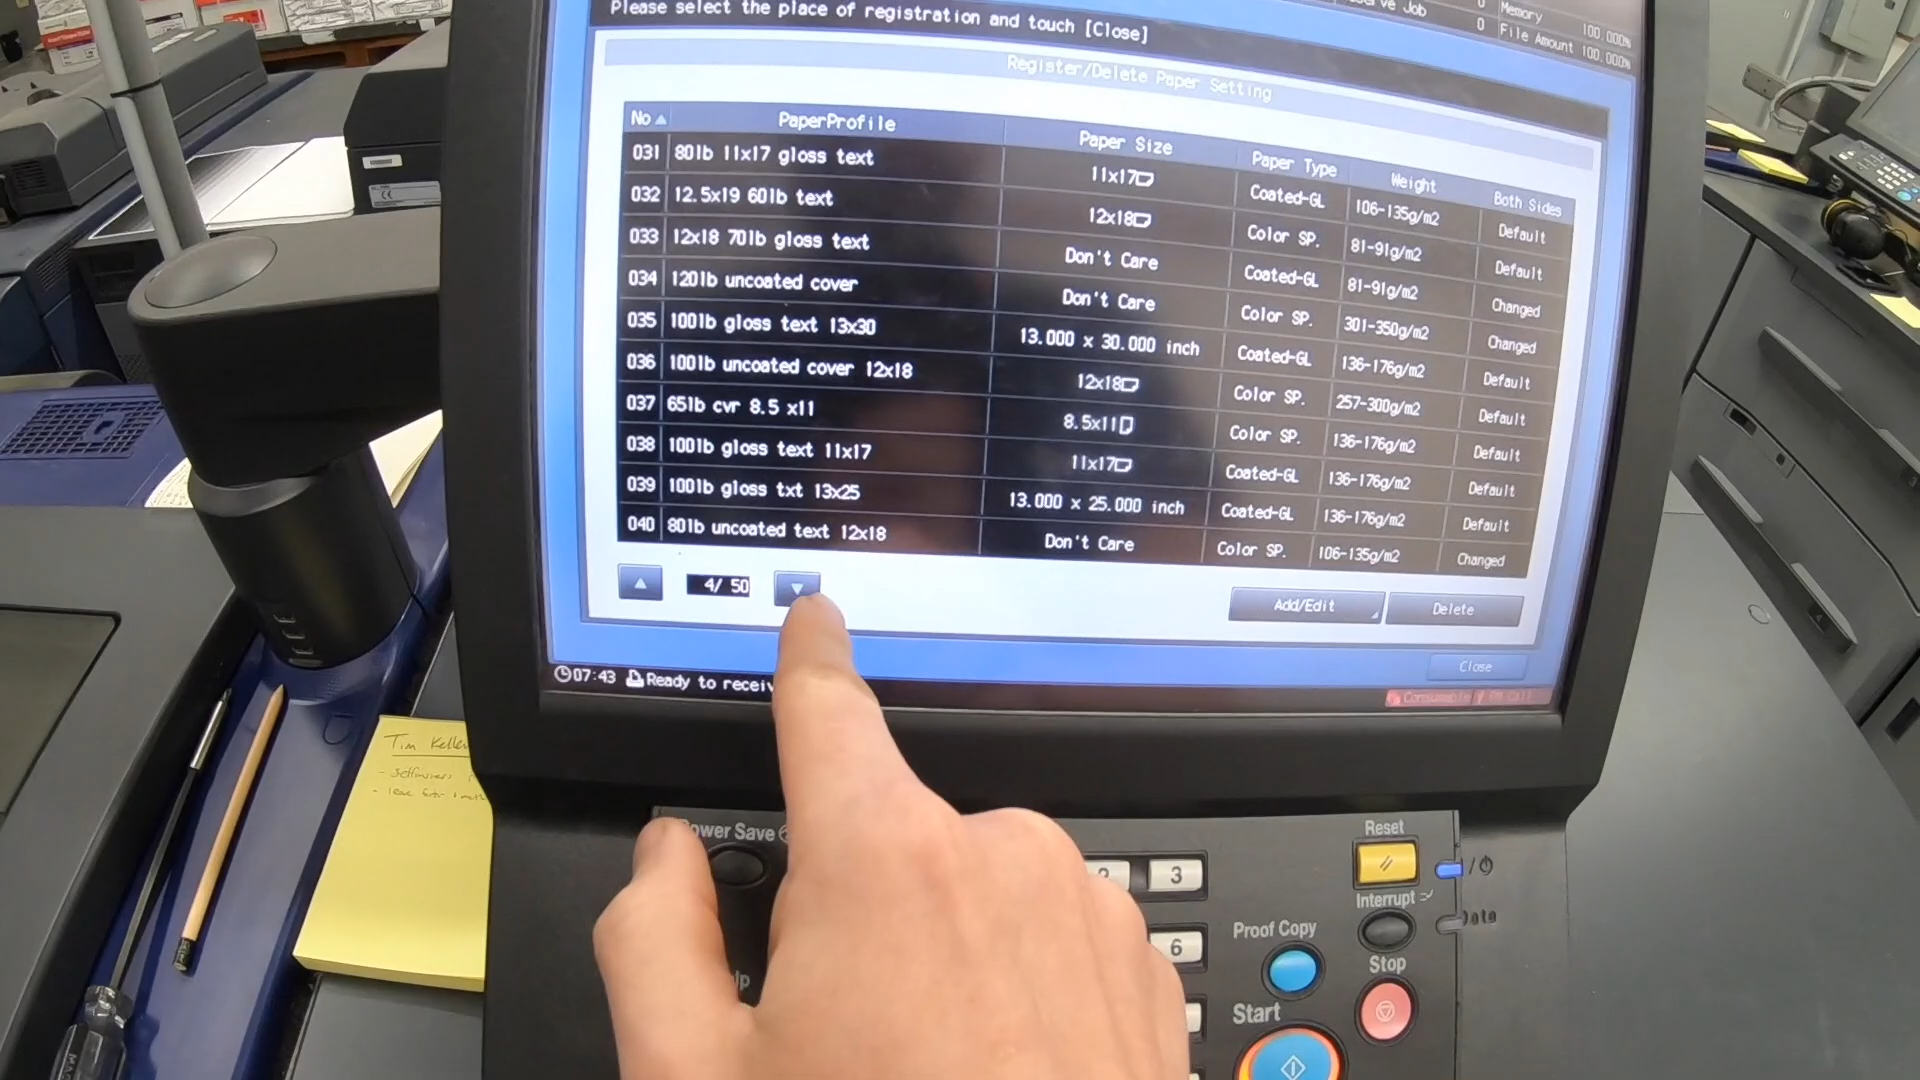 Please select the place of registration and touch [Close]
Job
0
0
Memory 100.000%
File Amount 100.000%
Register/Delete Paper Setting
No PaperProfile Paper Size Paper Type Weight Both Sides
031 80lb 11x17 gloss text 11x17 Coated-GL 106-135g/m2 Default
032 12.5x19 60lb text 12x18 Color SP. 81-91g/m2 Default
033 12x18 70lb gloss text Don't Care Coated-GL 81-91g/m2 Changed
034 120lb uncoated cover Don't Care Color SP. 301-350g/m2 Changed
035 100lb gloss text 13x30 13.000 x 30.000 inch Coated-GL 136-176g/m2 Default
036 100lb uncoated cover 12x18 12x18 Color SP. 257-300g/m2 Default
037 65lb cvr 8.5 x11 8.5x11 Color SP. 136-176g/m2 Default
038 100lb gloss text 11x17 11x17 Coated-GL 136-176g/m2 Default
039 100lb gloss txt 13x25 13.000 x 25.000 inch Coated-GL 136-176g/m2 Default
040 80lb uncoated text 12x18 Don't Care Color SP. 106-135g/m2 Changed
4/ 50
Add/Edit
Delete
Close
07:43 Ready to receiv
Tim Keller
Power Save
Reset
3
Interrupt
Data
Proof Copy
6
Stop
Start